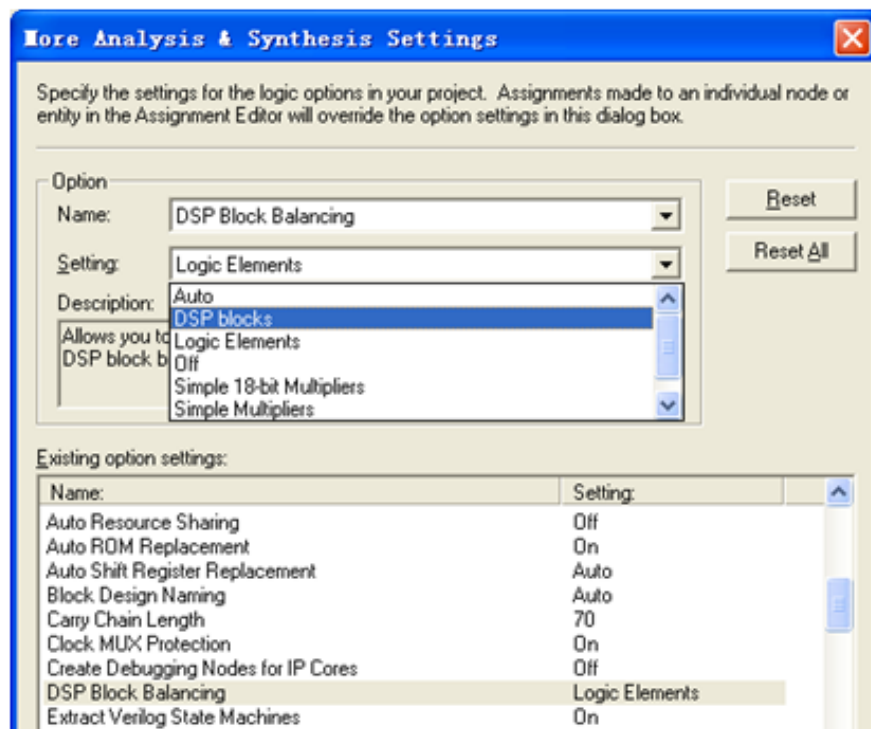 More Analysis & Synthesis Settings
Specify the settings for the logic options in your project. Assignments made to an individual node or
entity in the Assignment Editor will override the option settings in this dialog box.
Option
Name: DSP Block Balancing
Reset
Setting: Logic Elements
Reset All
Description:
Auto
DSP blocks
Allows you to
Logic Elements
DSP block b
Off
Simple 18-bit Multipliers
Simple Multipliers
Existing option settings:
Name: Setting:
Auto Resource Sharing Off
Auto ROM Replacement On
Auto Shift Register Replacement Auto
Block Design Naming Auto
Carry Chain Length 70
Clock MUX Protection On
Create Debugging Nodes for IP Cores Off
DSP Block Balancing Logic Elements
Extract Verilog State Machines On